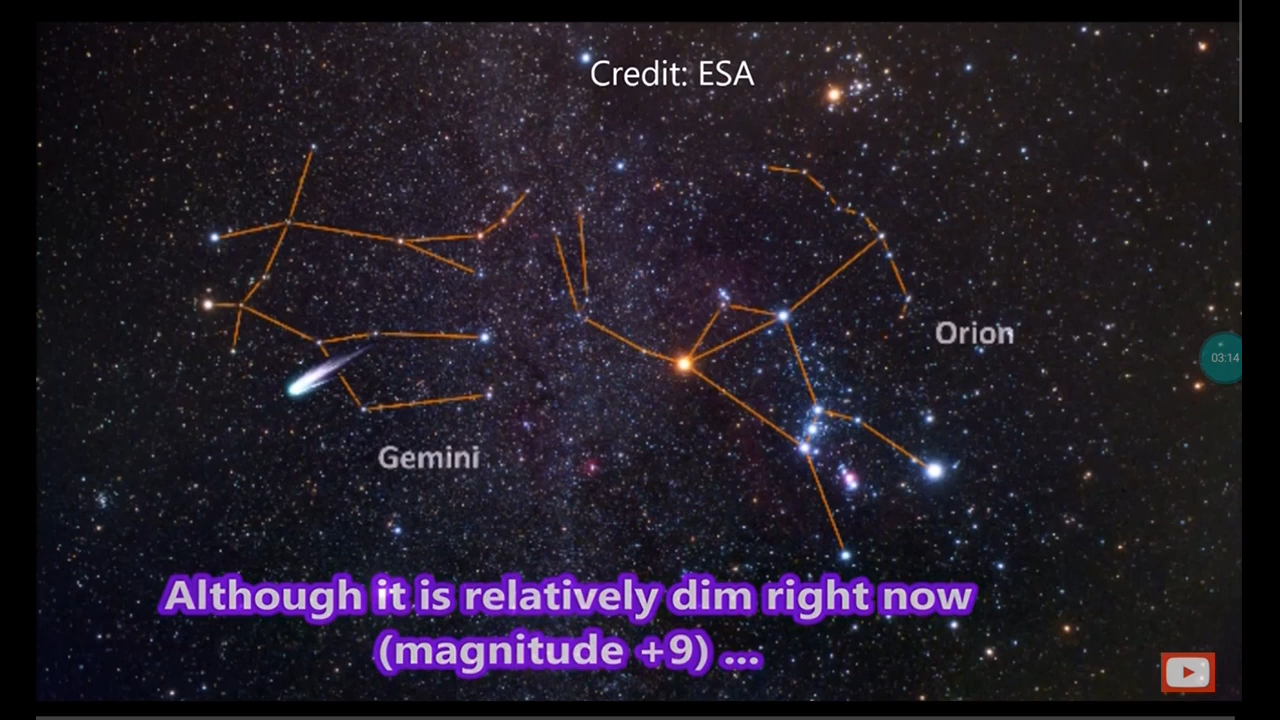 Credit: ESA
Orion
03:14
Gemini
Although it is relatively dim right now
(magnitude +9) ...